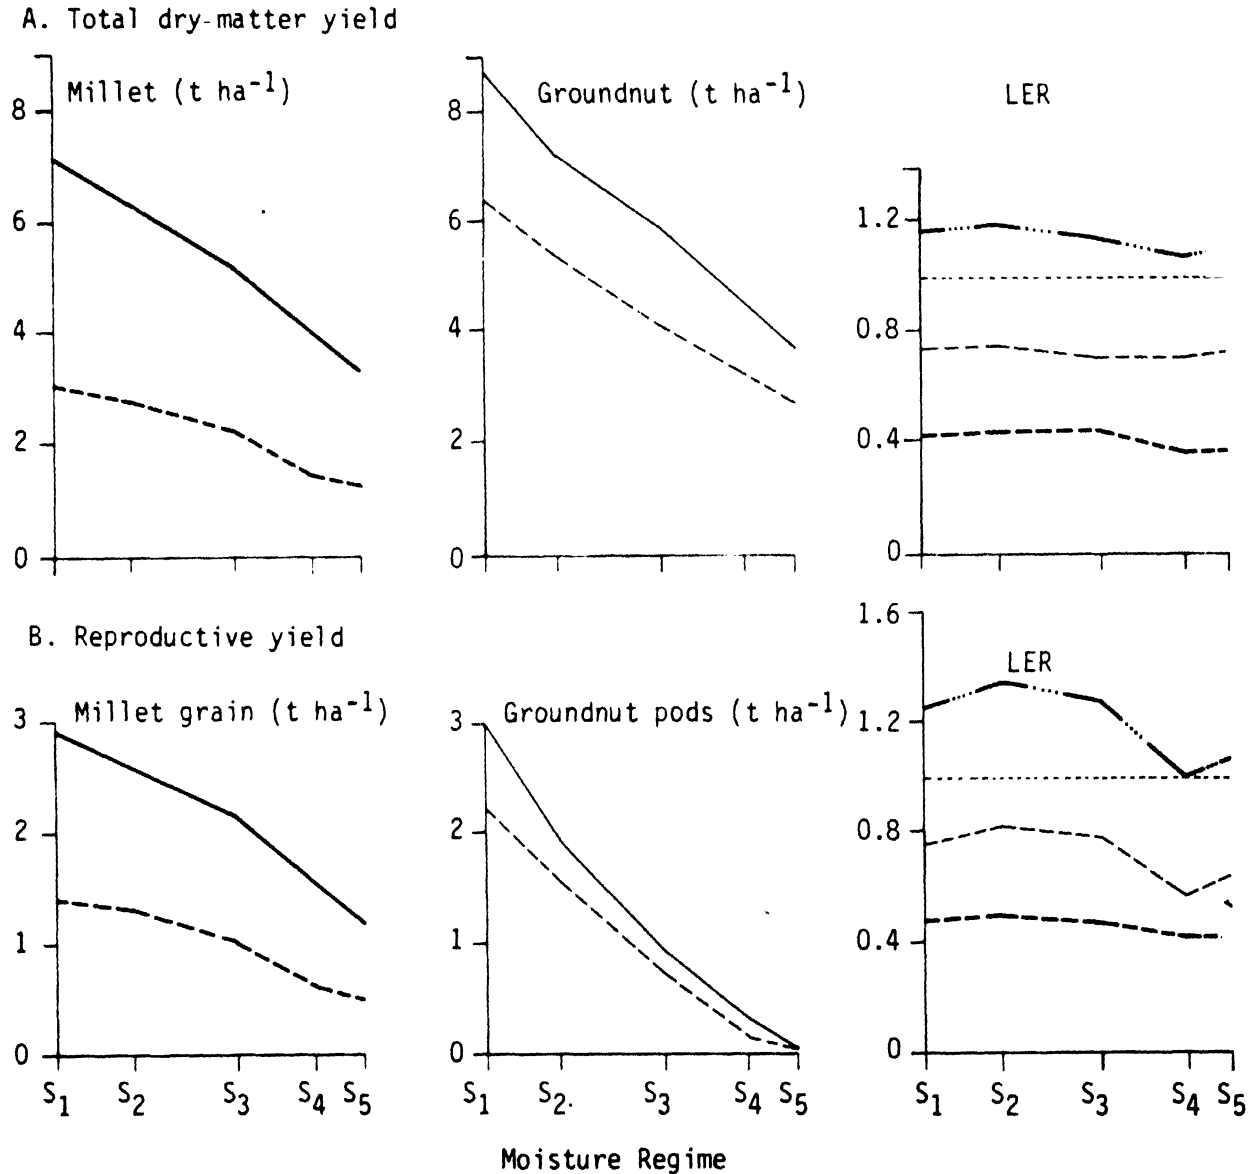 A. Total dry-matter yield
Millet (t ha⁻¹)
8
6
4
2
0
Groundnut (t ha⁻¹)
8
6
4
2
0
LER
1.2
0.8
0.4
0
B. Reproductive yield
Millet grain (t ha⁻¹)
3
2
1
0
S₁ S₂ S₃ S₄ S₅
Groundnut pods (t ha⁻¹)
3
2
1
0
S₁ S₂. S₃ S₄ S₅
LER
1.6
1.2
0.8
0.4
0
S₁ S₂ S₃ S₄ S₅
Moisture Regime